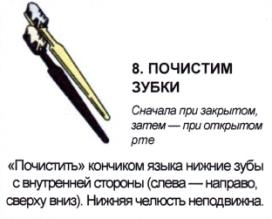 8. ПОЧИСТИМ
ЗУБКИ
Сначала при закрытом,
затем — при открытом
рте
«Почистить» кончиком языка нижние зубы
с внутренней стороны (слева — направо,
сверху вниз). Нижняя челюсть неподвижна.